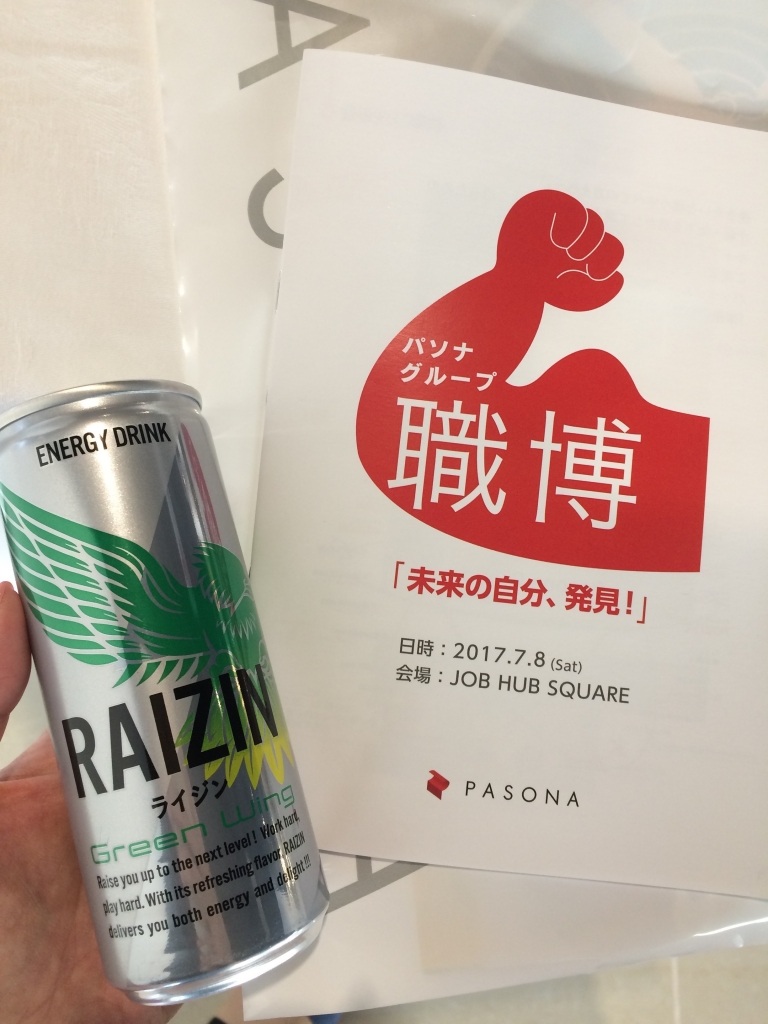 ENERGY DRINK
RAIZIN
ライジン
Green Wing
Raise you up to the next level! Work hard,
play hard. With its refreshing flavor, RAIZIN
delivers you both energy and delight!!!
パソナ
グループ
職博
「未来の自分、発見!」
日時:2017.7.8 (Sat)
会場:JOB HUB SQUARE
PASONA